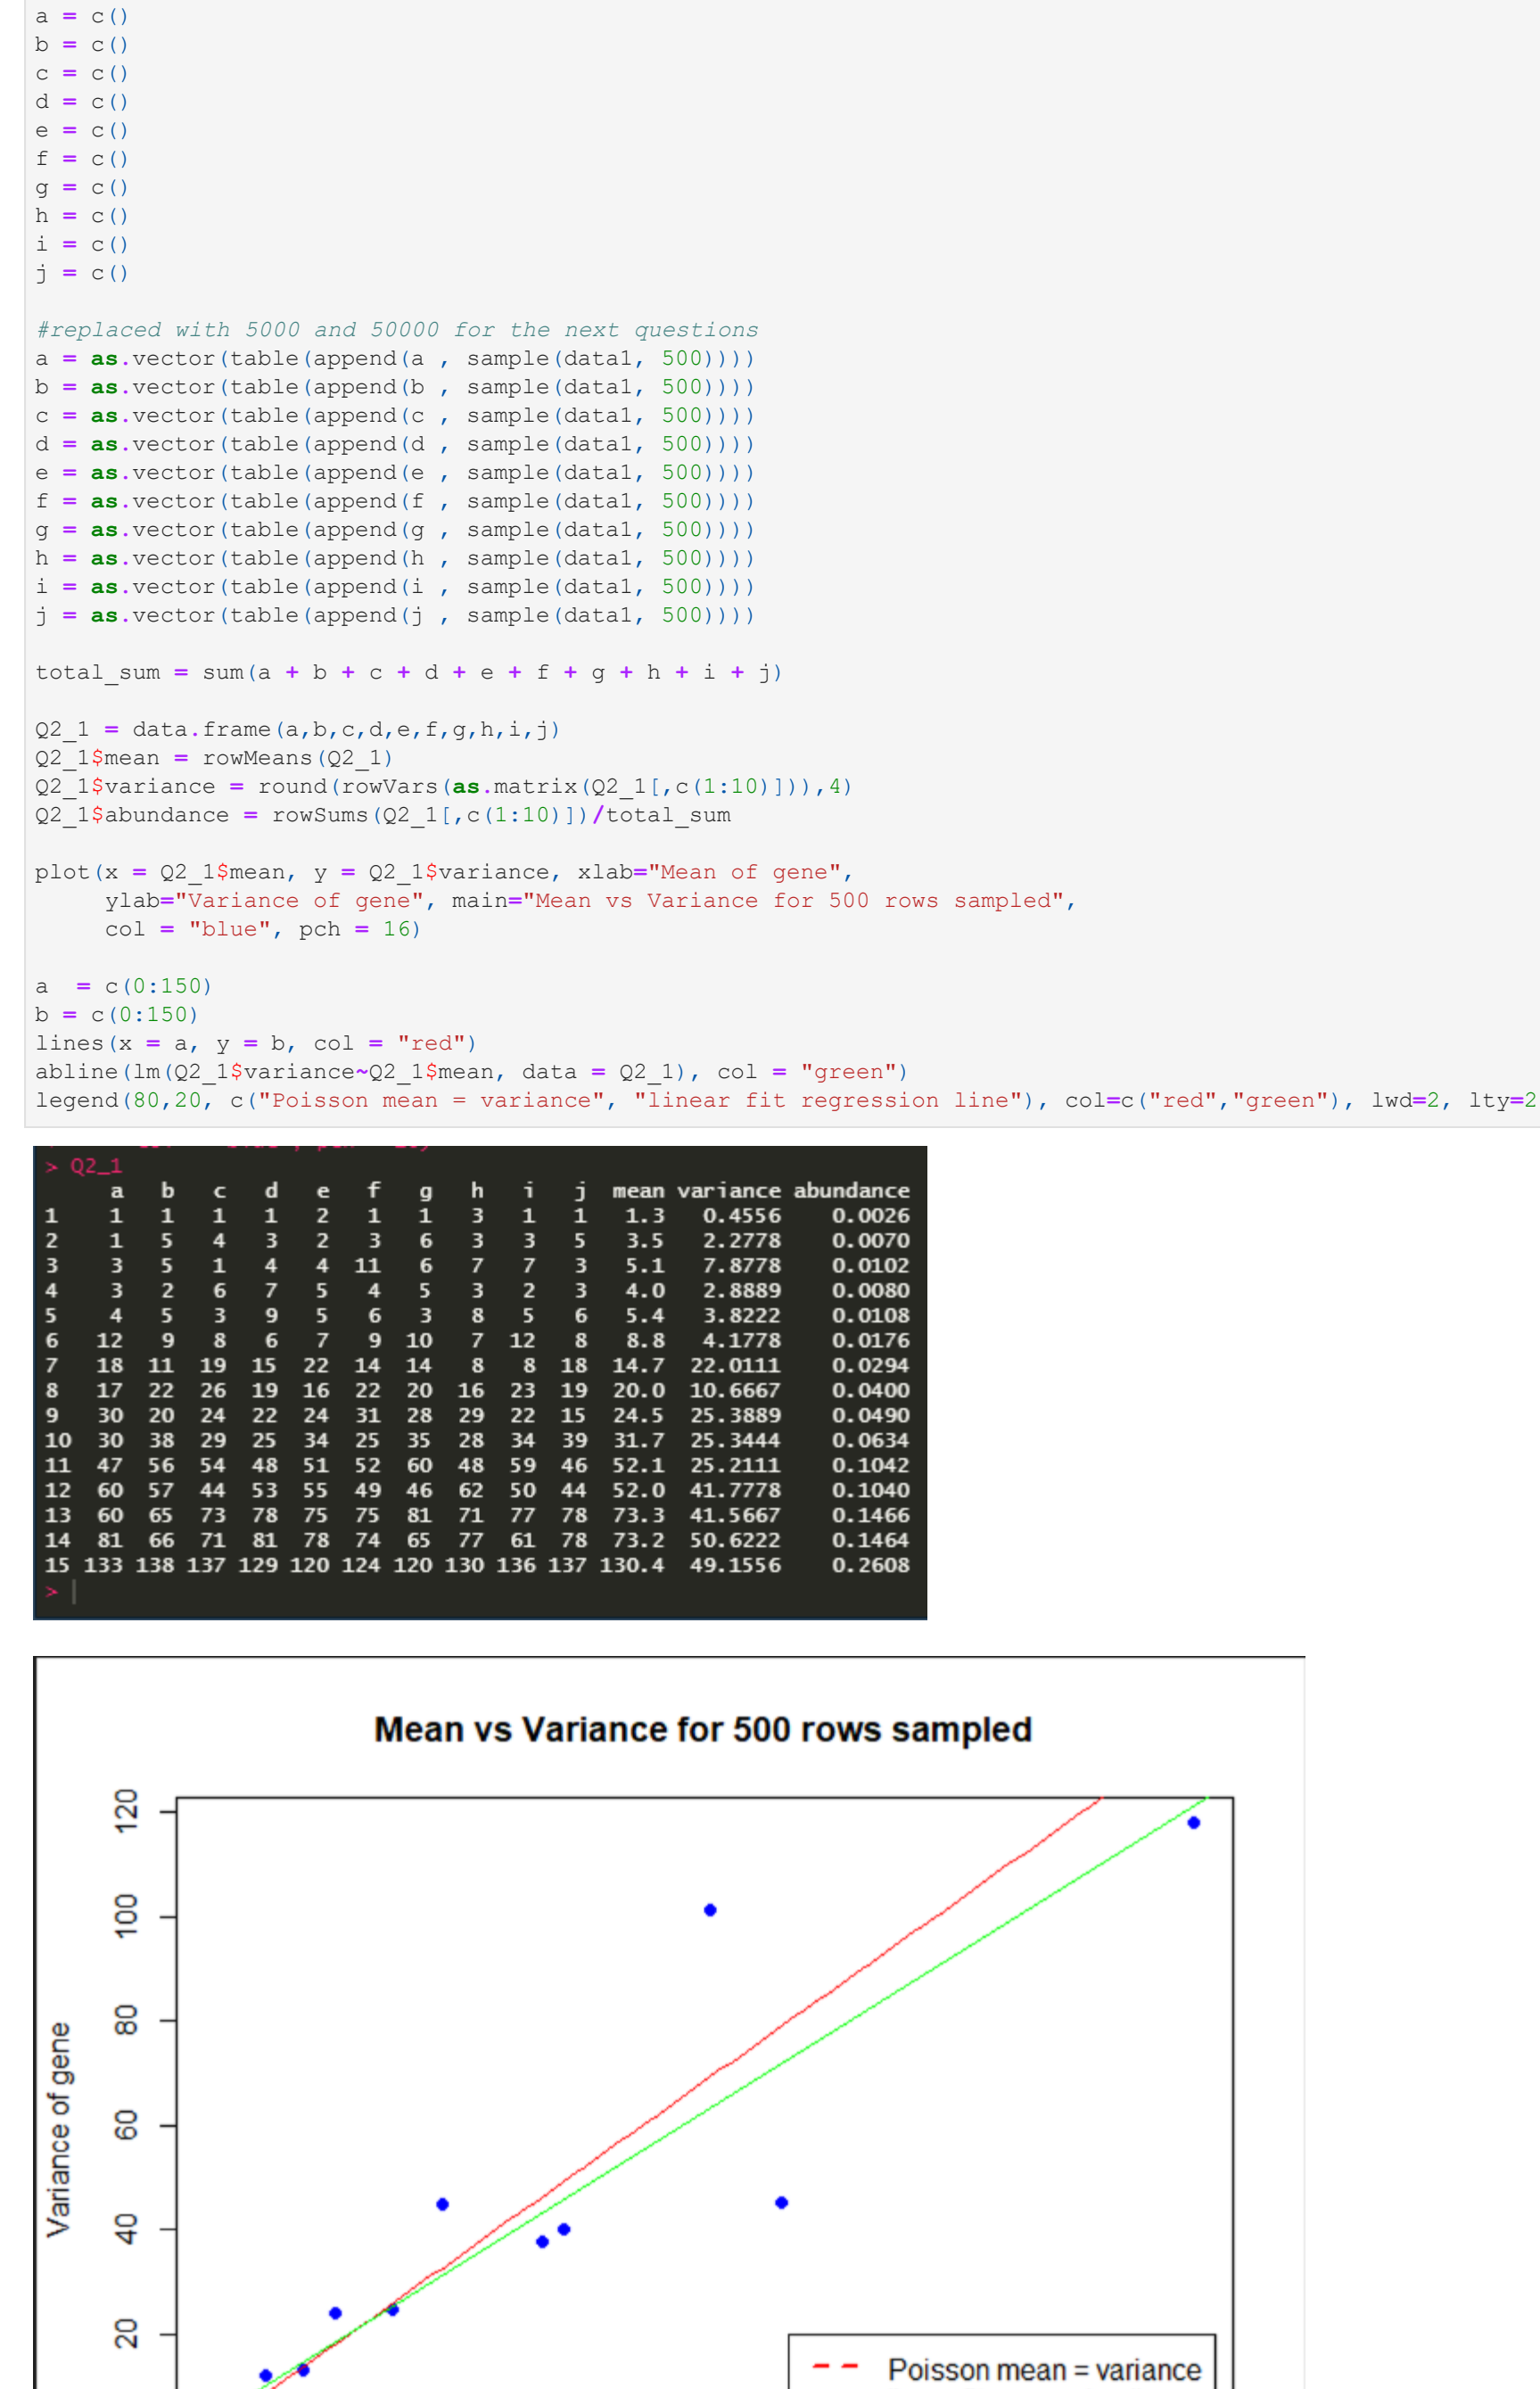 a = c()
b = c()
c = c()
d = c()
e = c()
f = c()
g = c()
h = c()
i = c()
j = c()
#replaced with 5000 and 50000 for the next questions
a = as.vector(table(append(a , sample(data1, 500))))
b = as.vector(table(append(b , sample(data1, 500))))
c = as.vector(table(append(c , sample(data1, 500))))
d = as.vector(table(append(d , sample(data1, 500))))
e = as.vector(table(append(e , sample(data1, 500))))
f = as.vector(table(append(f , sample(data1, 500))))
g = as.vector(table(append(g , sample(data1, 500))))
h = as.vector(table(append(h , sample(data1, 500))))
i = as.vector(table(append(i , sample(data1, 500))))
j = as.vector(table(append(j , sample(data1, 500))))
total_sum = sum(a + b + c + d + e + f + g + h + i + j)
Q2_1 = data.frame(a,b,c,d,e,f,g,h,i,j)
Q2_1$mean = rowMeans(Q2_1)
Q2_1$variance = round(rowVars(as.matrix(Q2_1[,c(1:10)])),4)
Q2_1$abundance = rowSums(Q2_1[,c(1:10)])/total_sum
plot(x = Q2_1$mean, y = Q2_1$variance, xlab="Mean of gene",
ylab="Variance of gene", main="Mean vs Variance for 500 rows sampled",
col = "blue", pch = 16)
a  = c(0:150)
b = c(0:150)
lines(x = a, y = b, col = "red")
abline(lm(Q2_1$variance~Q2_1$mean, data = Q2_1), col = "green")
legend(80,20, c("Poisson mean = variance", "linear fit regression line"), col=c("red","green"), lwd=2, lty=2
> Q2_1
a b c d e f g h i j mean variance abundance
1 1 1 1 1 2 1 1 3 1 1 1.3 0.4556 0.0026
2 1 5 4 3 2 3 6 3 3 5 3.5 2.2778 0.0070
3 3 5 1 4 4 11 6 7 7 3 5.1 7.8778 0.0102
4 3 2 6 7 5 4 5 3 2 3 4.0 2.8889 0.0080
5 4 5 3 9 5 6 3 8 5 6 5.4 3.8222 0.0108
6 12 9 8 6 7 9 10 7 12 8 8.8 4.1778 0.0176
7 18 11 19 15 22 14 14 8 8 18 14.7 22.0111 0.0294
8 17 22 26 19 16 22 20 16 23 19 20.0 10.6667 0.0400
9 30 20 24 22 24 31 28 29 22 15 24.5 25.3889 0.0490
10 30 38 29 25 34 25 35 28 34 39 31.7 25.3444 0.0634
11 47 56 54 48 51 52 60 48 59 46 52.1 25.2111 0.1042
12 60 57 44 53 55 49 46 62 50 44 52.0 41.7778 0.1040
13 60 65 73 78 75 75 81 71 77 78 73.3 41.5667 0.1466
14 81 66 71 81 78 74 65 77 61 78 73.2 50.6222 0.1464
15 133 138 137 129 120 124 120 130 136 137 130.4 49.1556 0.2608
>
Mean vs Variance for 500 rows sampled
120
100
80
60
40
20
Variance of gene
Poisson mean = variance